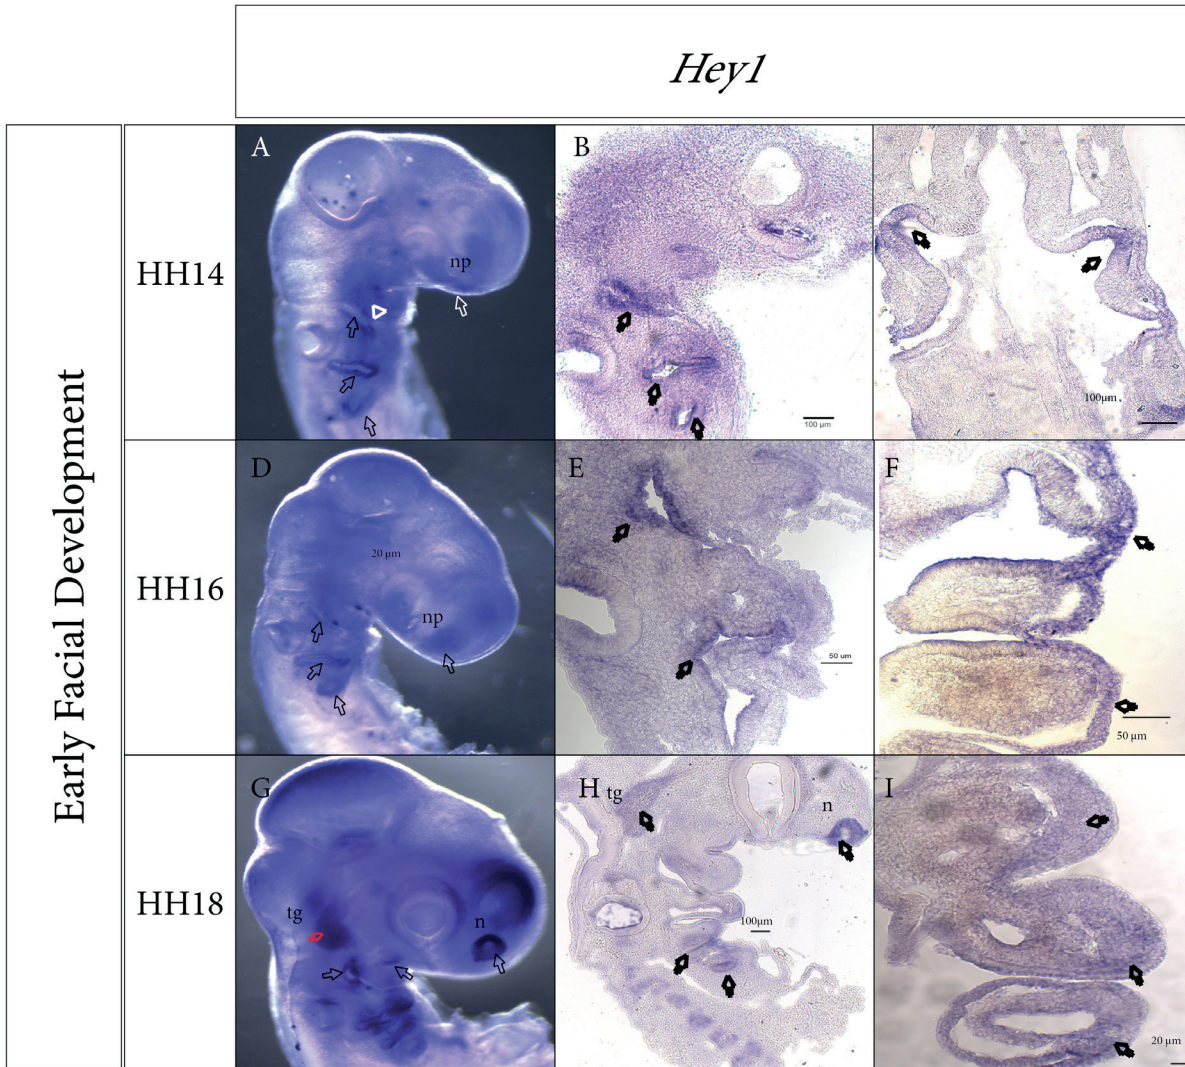 Hey1
Early Facial Development
HH14
A
np
B
100 μm
100μm
HH16
D
20 μm
np
E
50 um
F
50 μm
HH18
G
tg
n
H
tg
n
100μm
I
20 μm